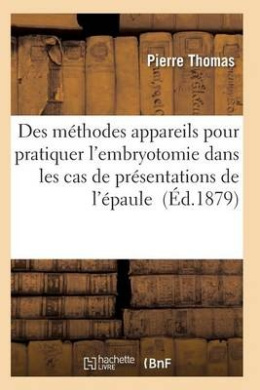 Pierre Thomas
Des méthodes appareils pour pratiquer l'embryotomie dans les cas de présentations de l'épaule (Éd.1879)
hachette
LIVRE
{BnF